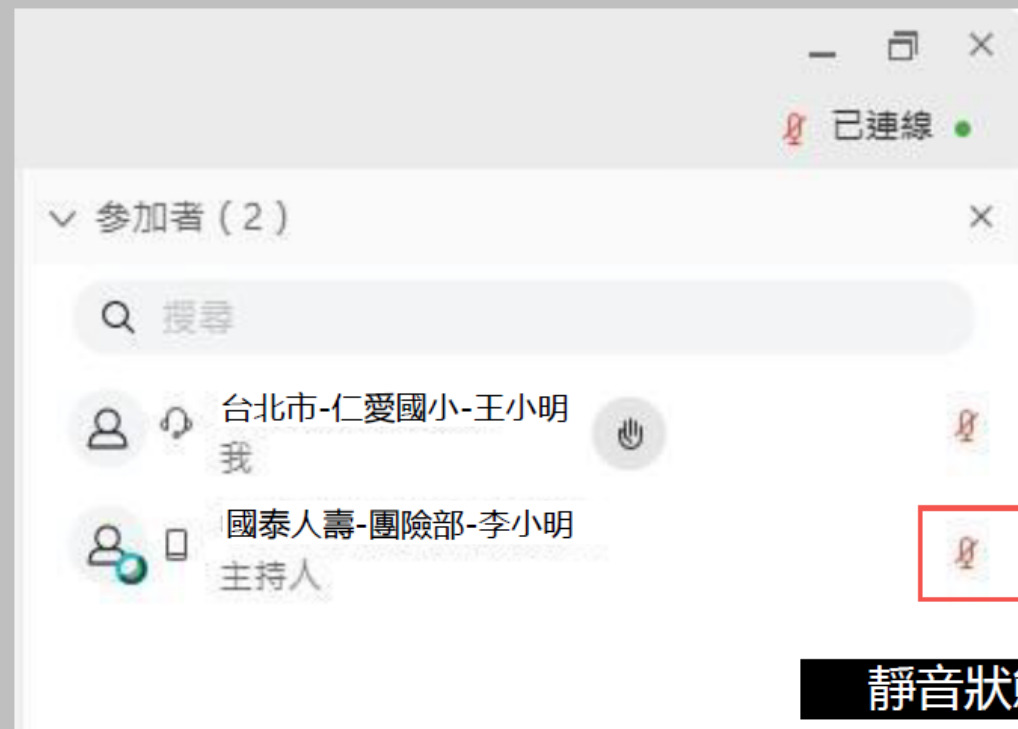 已連線
參加者 ( 2 )
搜尋
台北市-仁愛國小-王小明
我
國泰人壽-團險部-李小明
主持人
靜音狀